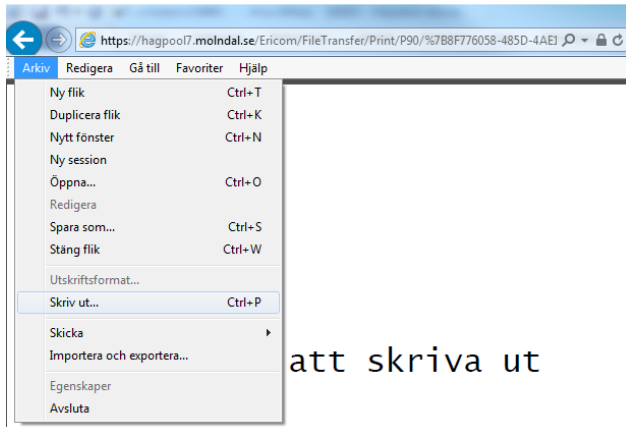 https://hagpool7.molndal.se/Ericom/FileTransfer/Print/P90/%7B8F776058-485D-4AE1
Arkiv Redigera Gå till Favoriter Hjälp
Ny flik Ctrl+T
Duplicera flik Ctrl+K
Nytt fönster Ctrl+N
Ny session
Öppna... Ctrl+O
Redigera
Spara som... Ctrl+S
Stäng flik Ctrl+W
Utskriftsformat...
Skriv ut... Ctrl+P
Skicka
Importera och exportera...
att skriva ut
Egenskaper
Avsluta